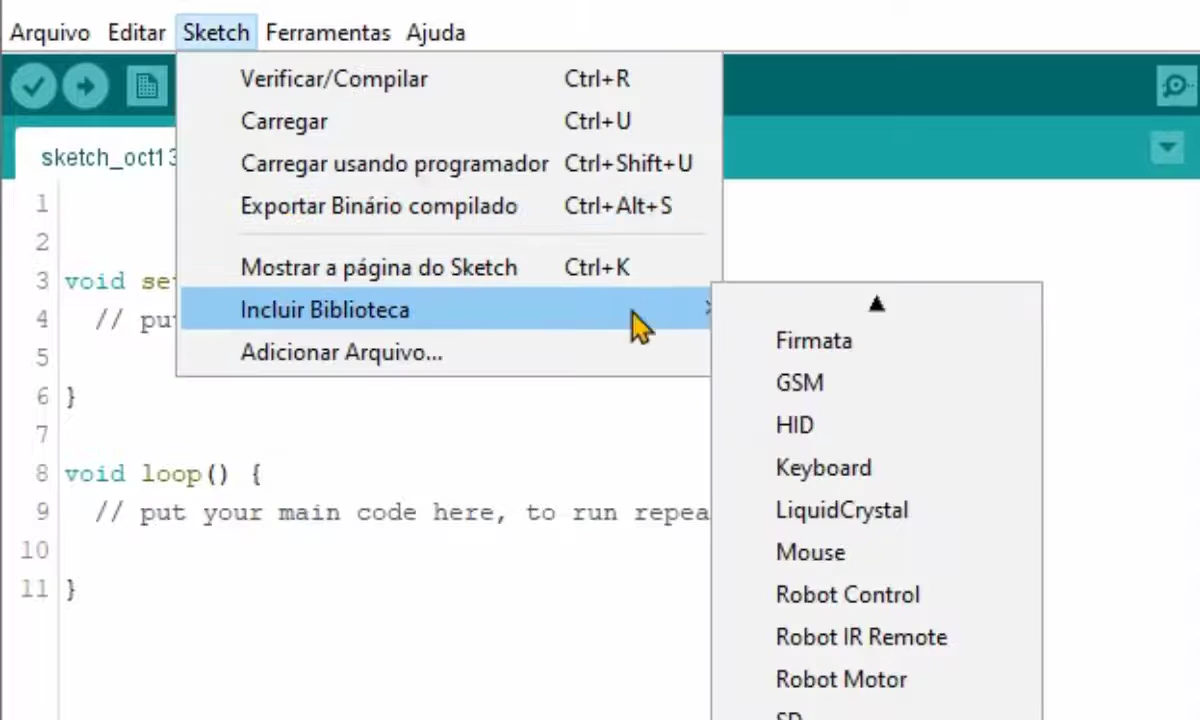 Arquivo Editar Sketch Ferramentas Ajuda
Verificar/Compilar Ctrl+R
Carregar Ctrl+U
Carregar usando programador Ctrl+Shift+U
Exportar Binário compilado Ctrl+Alt+S
Mostrar a página do Sketch Ctrl+K
Incluir Biblioteca
Adicionar Arquivo...
Firmata
GSM
HID
Keyboard
LiquidCrystal
Mouse
Robot Control
Robot IR Remote
Robot Motor
SD
sketch_oct13
1
2
3 void se
4 // pu
5
6 }
7
8 void loop() {
9 // put your main code here, to run repea
10
11 }